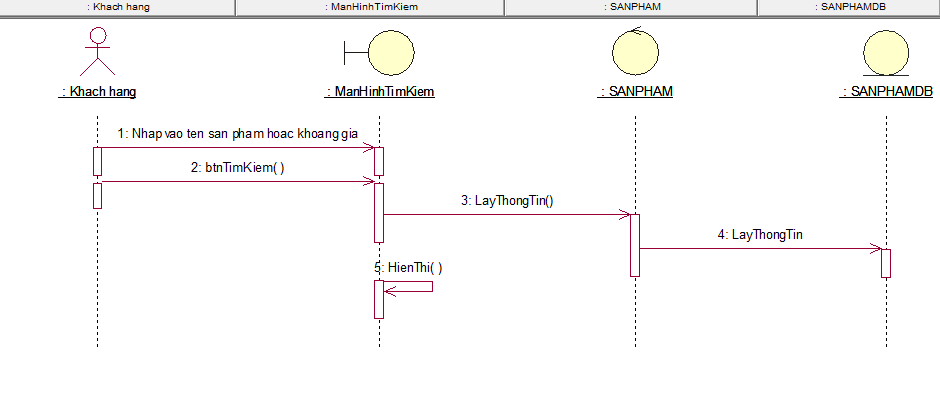 : Khach hang
: ManHinhTimKiem
: SANPHAM
: SANPHAMDB
: Khach hang
: ManHinhTimKiem
: SANPHAM
: SANPHAMDB
1: Nhap vao ten san pham hoac khoang gia
2: btnTimKiem( )
3: LayThongTin()
4: LayThongTin
5: HienThi( )